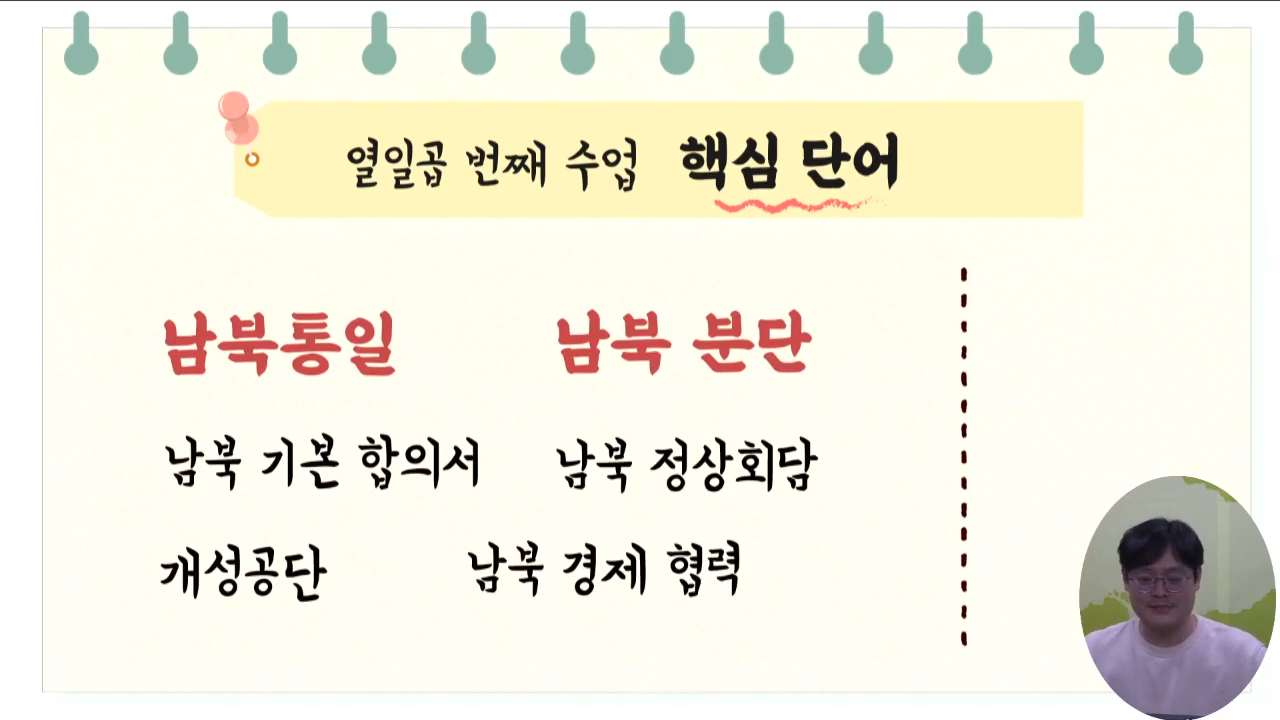 열일곱 번째 수업 핵심 단어
남북통일 남북 분단
남북 기본 합의서 남북 정상회담
개성공단 남북 경제 협력